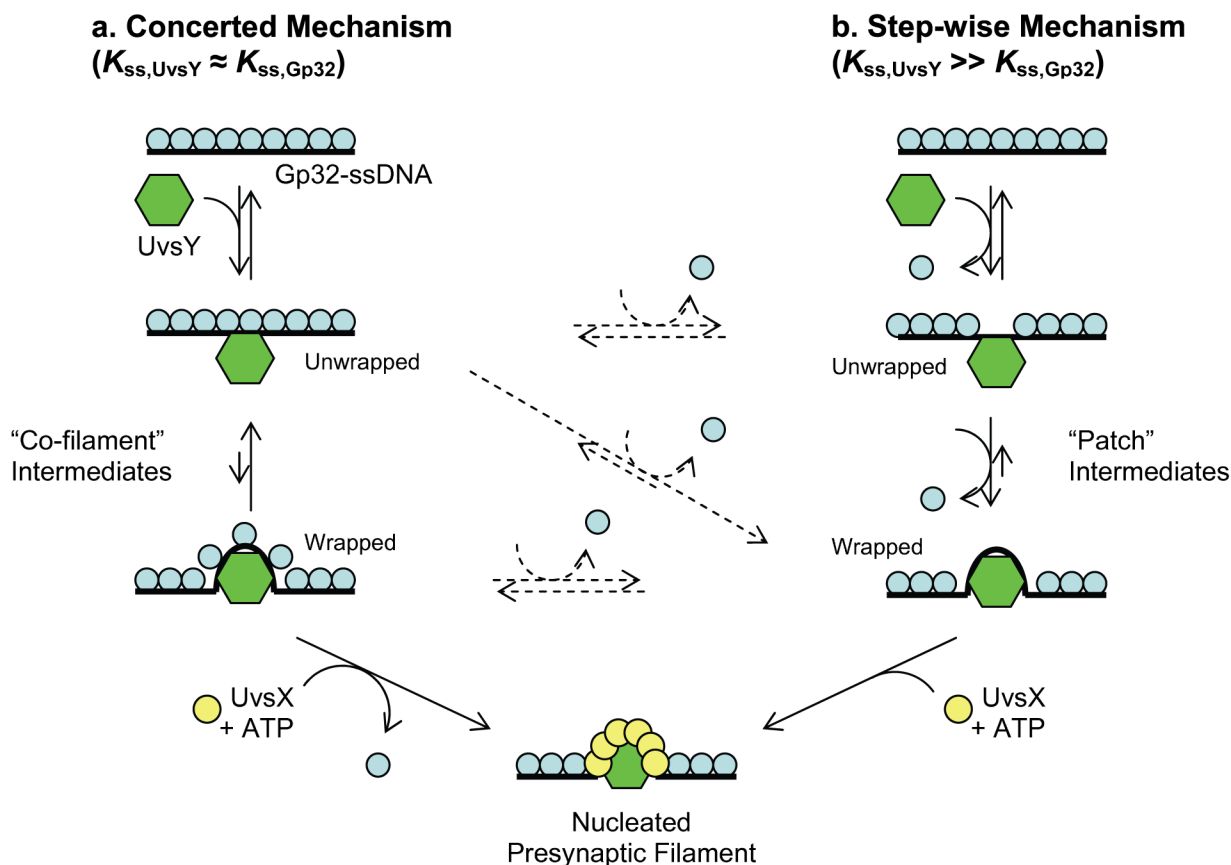 a. Concerted Mechanism
(Kss,UvsY ≈ Kss,Gp32)
b. Step-wise Mechanism
(Kss,UvsY >> Kss,Gp32)
Gp32-ssDNA
UvsY
Unwrapped
Unwrapped
“Co-filament”
Intermediates
“Patch”
Intermediates
Wrapped
Wrapped
UvsX
+ ATP
UvsX
+ ATP
Nucleated
Presynaptic Filament